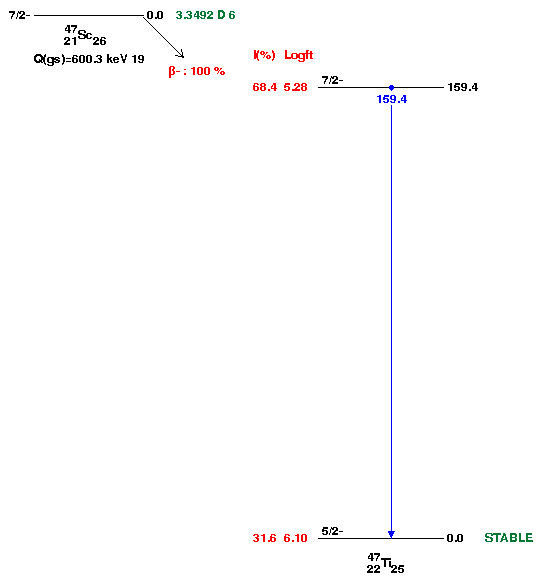 7/2- 0.0 3.3492 D 6
47
21Sc26
Q(gs)=600.3 keV 19
β- : 100 %
I(%) Logft
68.4 5.28 7/2- 159.4
159.4
31.6 6.10 5/2- 0.0 STABLE
47
22Ti25